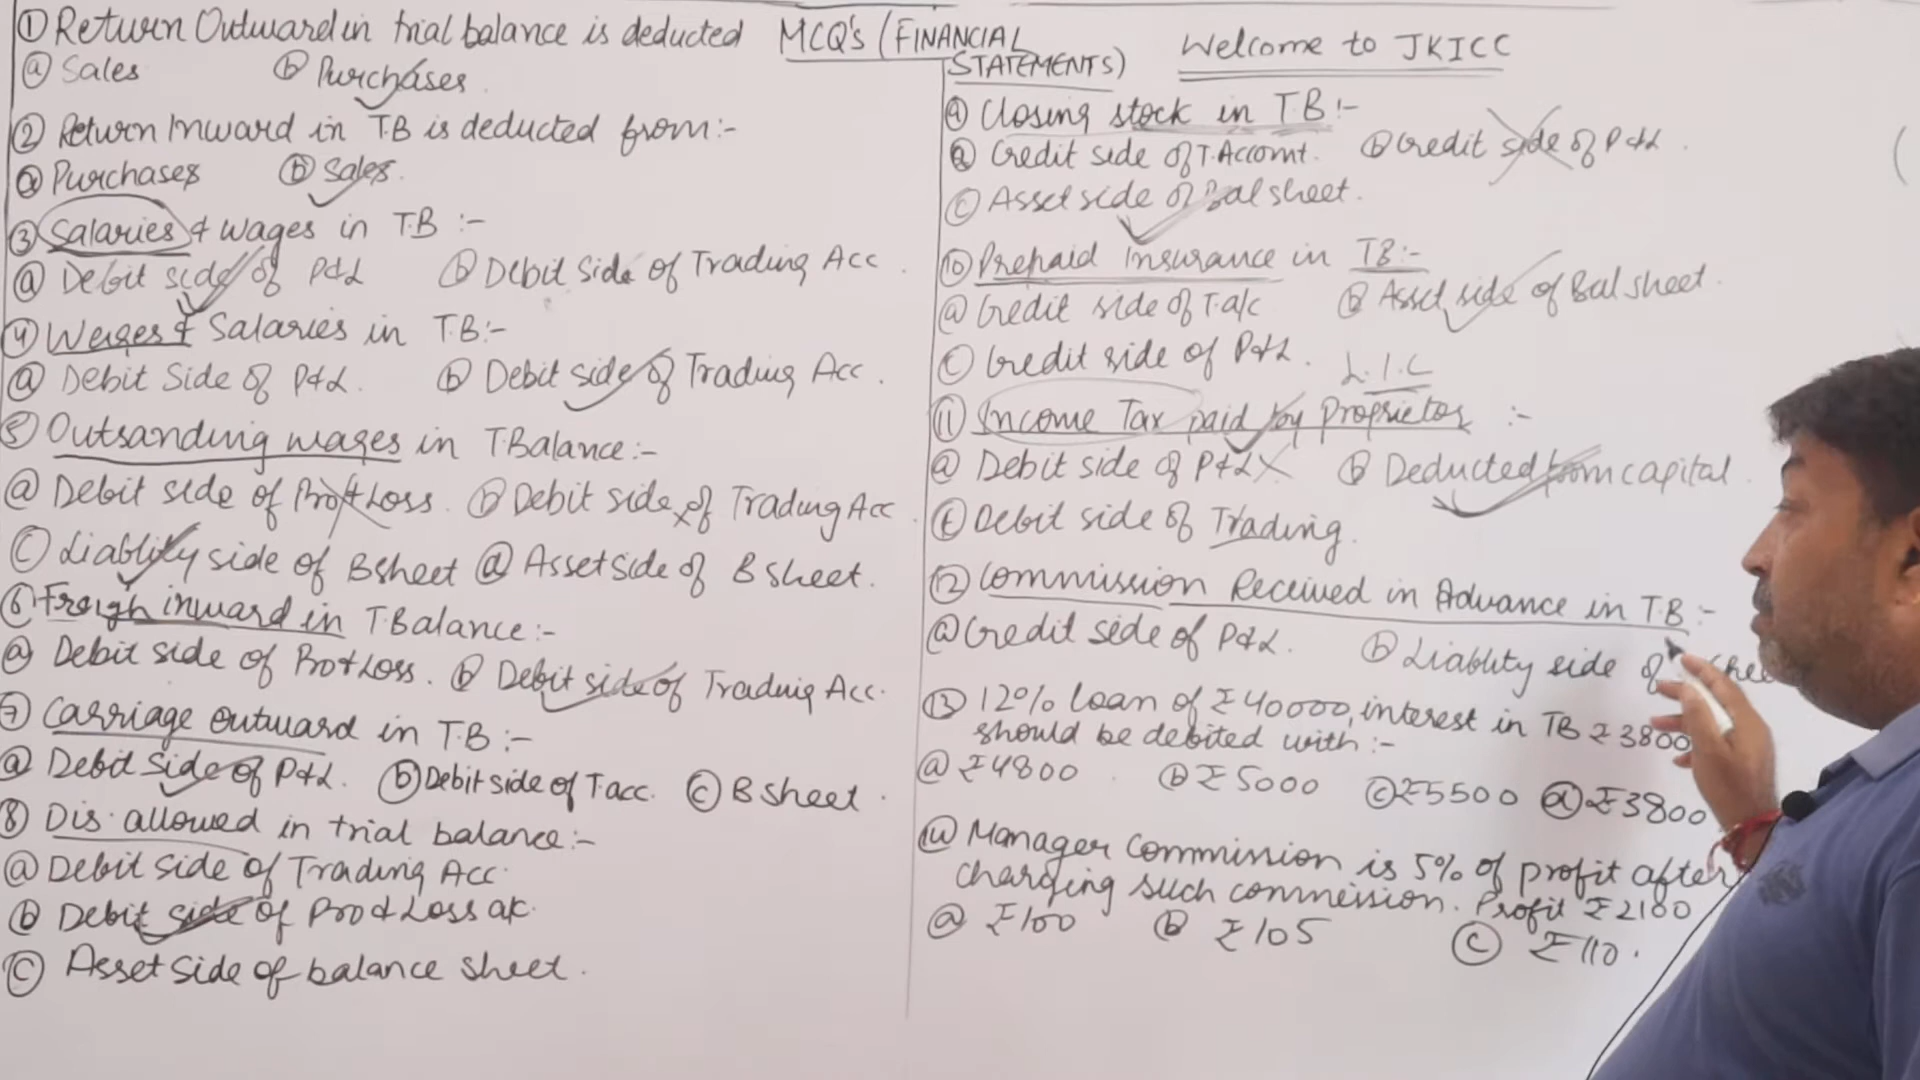 ① Return Outward in trial balance is deducted
ⓐ Sales ⓑ Purchases
② Return Inward in T.B is deducted from:-
ⓐ Purchases ⓑ Sales.
③ Salaries & wages in T.B :-
ⓐ Debit side of P&L ⓑ Debit Side of Trading Acc.
④ Wages & Salaries in T.B:-
ⓐ Debit Side of P&L. ⓑ Debit side of Trading Acc.
⑤ Outsanding wages in T.Balance:-
ⓐ Debit side of Pro&Loss. ⓑ Debit side of Trading Acc.
ⓒ Liablity side of Bsheet ⓓ Asset side of B sheet.
⑥ Freigh inward in T.Balance:-
ⓐ Debit side of Pro&Loss. ⓑ Debit side of Trading Acc.
⑦ Carriage outward in T.B:-
ⓐ Debit side of P&L. ⓑ Debit side of T.acc. ⓒ B sheet.
⑧ Dis. allowed in trial balance:-
ⓐ Debit side of Trading Acc.
ⓑ Debit side of Pro & Loss a/c.
ⓒ Asset side of balance sheet.
MCQ's (FINANCIAL
STATEMENTS)
Welcome to JKICC
⑨ Closing stock in T.B:-
ⓐ Credit side of T.Accomt. ⓑ Credit side of P&L.
ⓒ Asset side of Bal sheet.
⑩ Prepaid Insurance in T.B:-
ⓐ Credit side of T.a/c ⓑ Asset side of Bal sheet.
ⓒ Credit side of P&L.
L.I.C
⑪ Income Tax paid by Proprietor :-
ⓐ Debit side of P&L ⓑ Deducted from capital.
ⓒ Debit side of Trading.
⑫ Commission Received in Advance in T.B:-
ⓐ Credit side of P&L. ⓑ Liablity side of
⑬ 12% loan of ₹40000, interest in TB ₹3800
should be debited with:-
ⓐ ₹4800 ⓑ ₹5000 ⓒ ₹5500 ⓓ ₹3800
⑭ Manager Commission is 5% of profit after
charging such commission. Profit ₹2100
ⓐ ₹100 ⓑ ₹105 ⓒ ₹110.